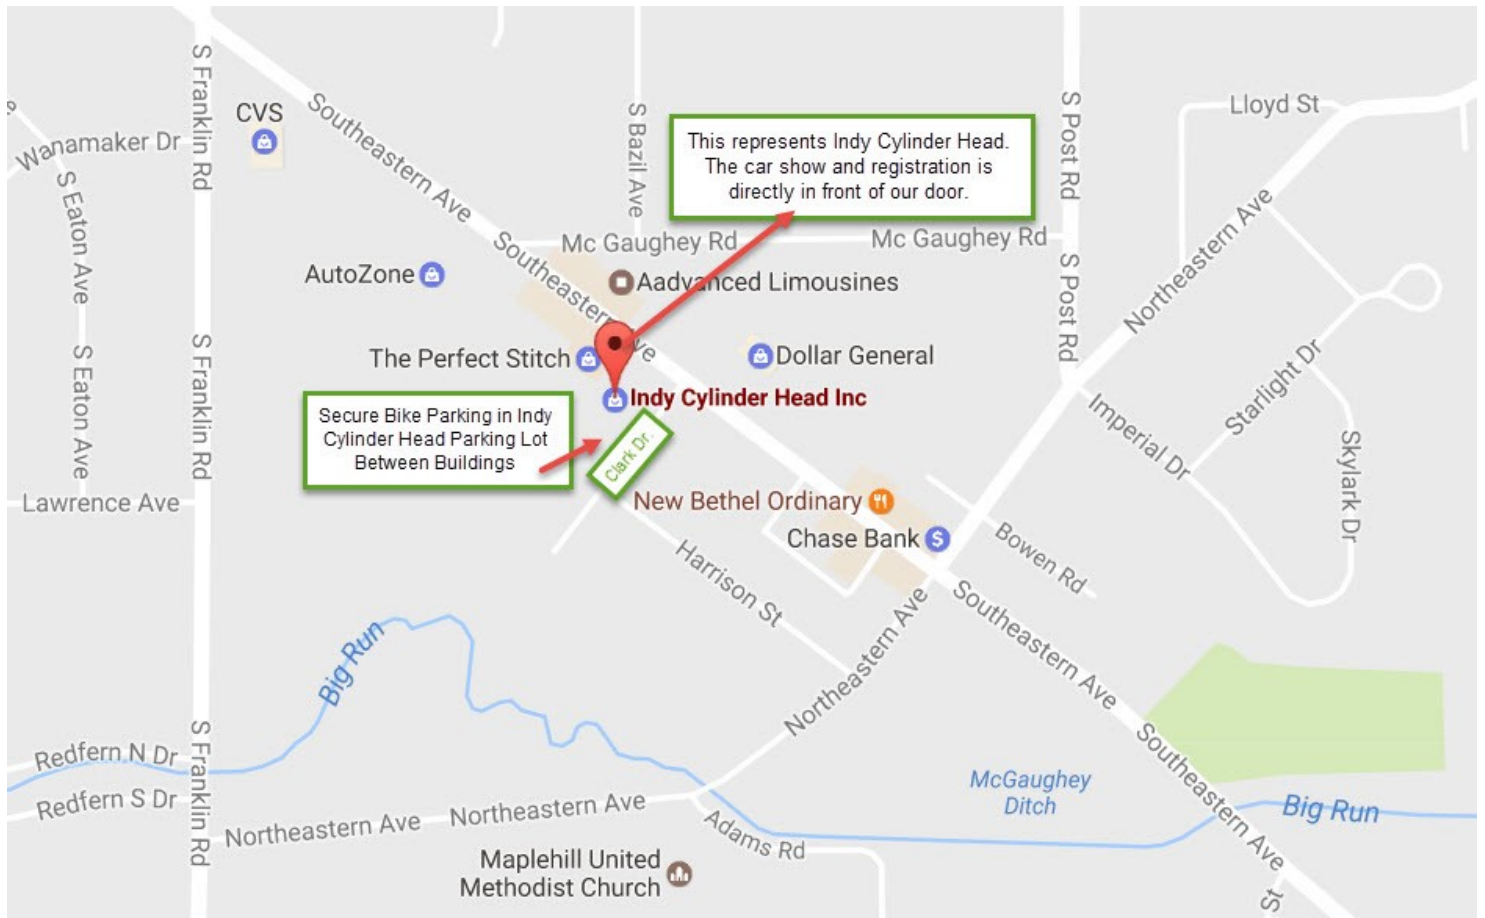 S Franklin Rd
CVS
Wanamaker Dr
S Eaton Ave
Southeastern Ave
S Bazil Ave
This represents Indy Cylinder Head.
The car show and registration is
directly in front of our door.
S Post Rd
Lloyd St
Northeastern Ave
Mc Gaughey Rd
Mc Gaughey Rd
Southeastern Ave
AutoZone
Aadvanced Limousines
S Post Rd
S Franklin Rd
S Eaton Ave
The Perfect Stitch
Dollar General
Indy Cylinder Head Inc
Secure Bike Parking in Indy
Cylinder Head Parking Lot
Between Buildings
Clark Dr.
Starlight Dr
Imperial Dr
Skylark Dr
Lawrence Ave
New Bethel Ordinary
Chase Bank
Bowen Rd
Harrison St
Southeastern Ave
Northeastern Ave
Big Run
S Franklin Rd
Redfern N Dr
Redfern S Dr
Northeastern Ave
Northeastern Ave
Adams Rd
McGaughey
Ditch
Southeastern Ave
Big Run
Maplehill United
Methodist Church
St